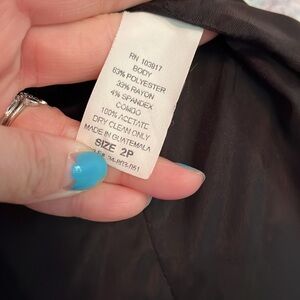 RN 103817
BODY
63% POLYESTER
33% RAYON
4% SPANDEX
COMBO
100% ACETATE
DRY CLEAN ONLY
MADE IN GUATEMALA
SIZE 2P